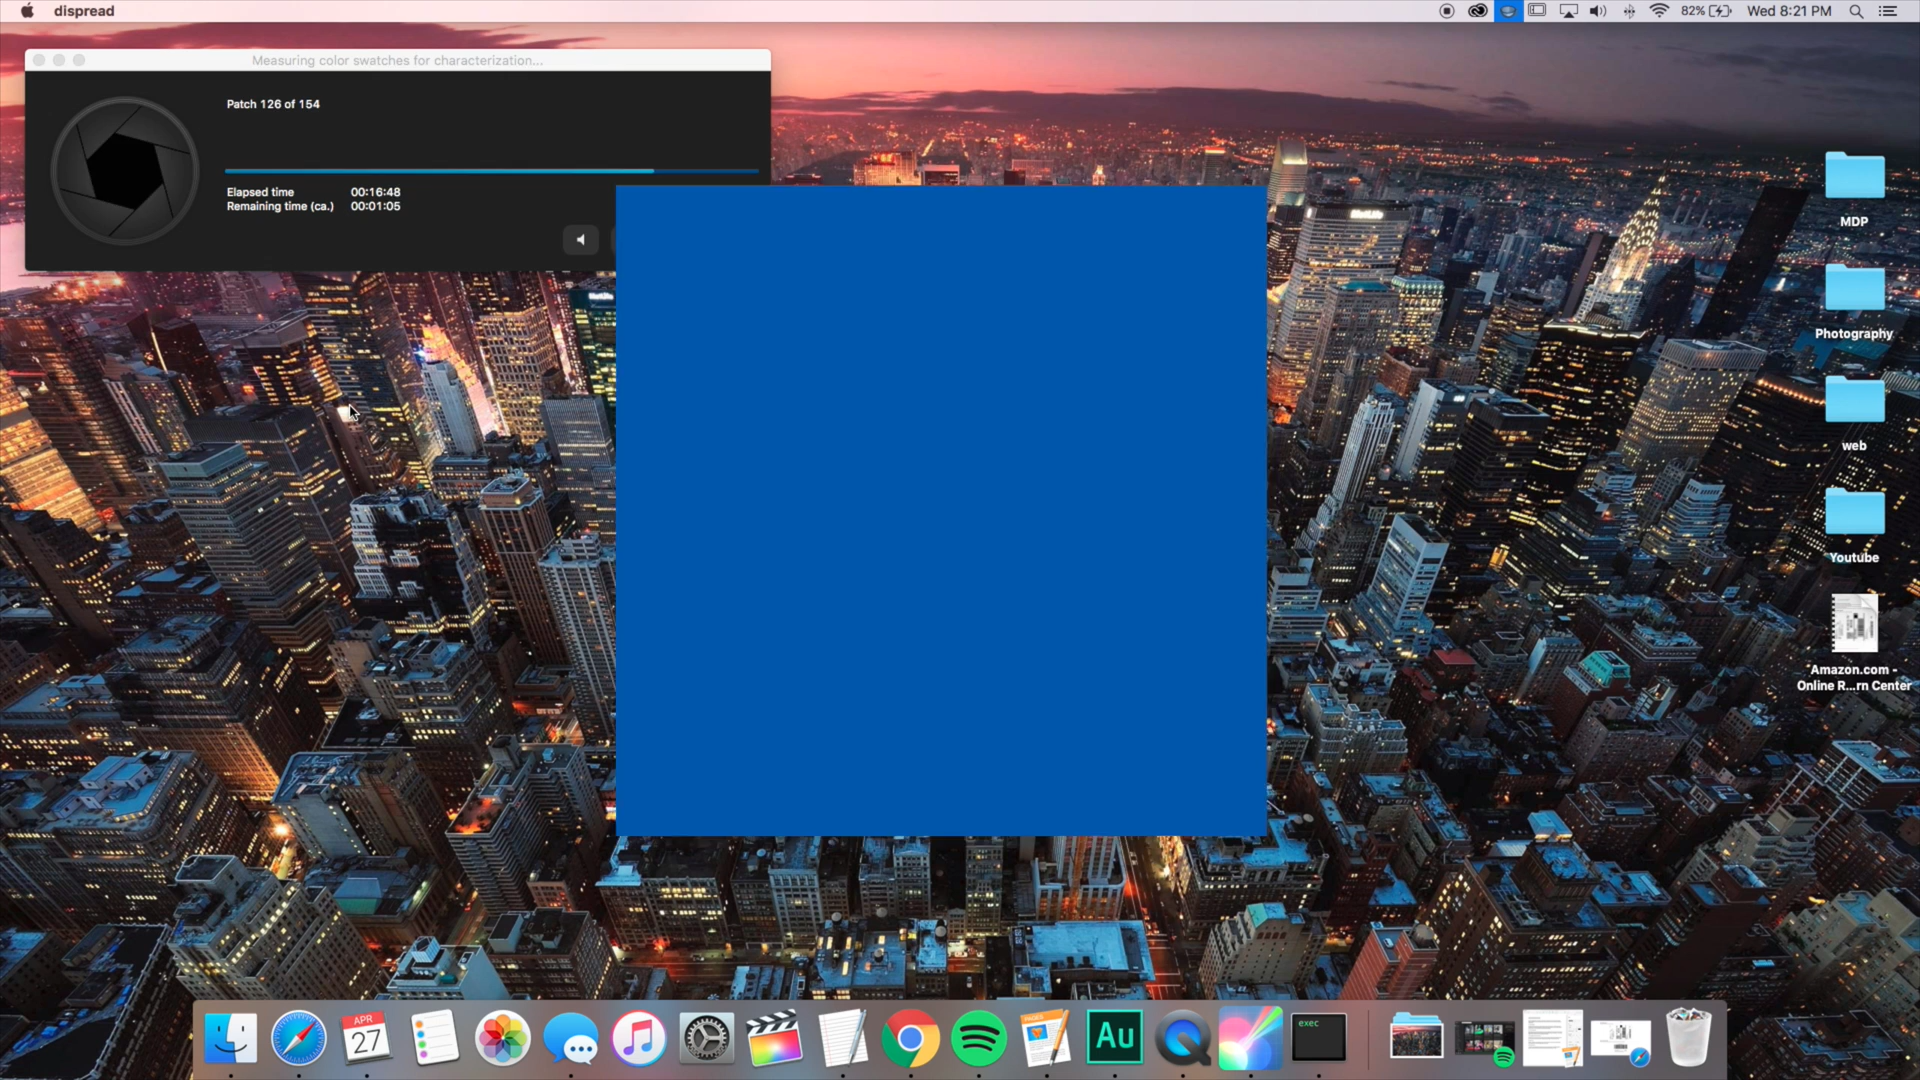 dispread
82%
Wed 8:21 PM
Measuring color swatches for characterization...
Patch 126 of 154
Elapsed time 00:16:48
Remaining time (ca.) 00:01:05
MDP
Photography
web
Youtube
Amazon.com -
Online R...rn Center
MetLife
APR
27
PAGES
Au
exec